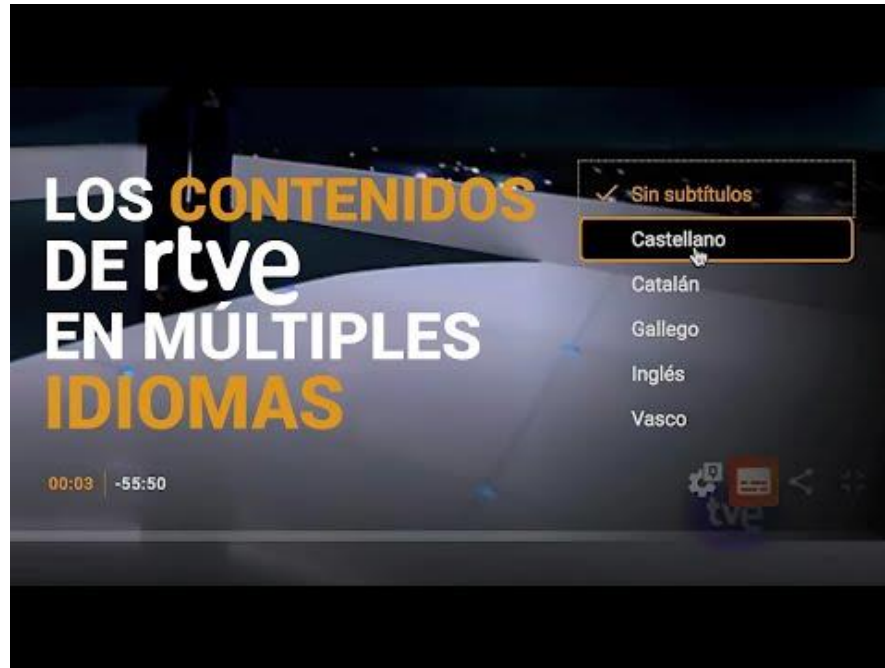 LOS CONTENIDOS
DE rtve
EN MÚLTIPLES
IDIOMAS
Sin subtítulos
Castellano
Catalán
Gallego
Inglés
Vasco
00:03 -55:50
tve